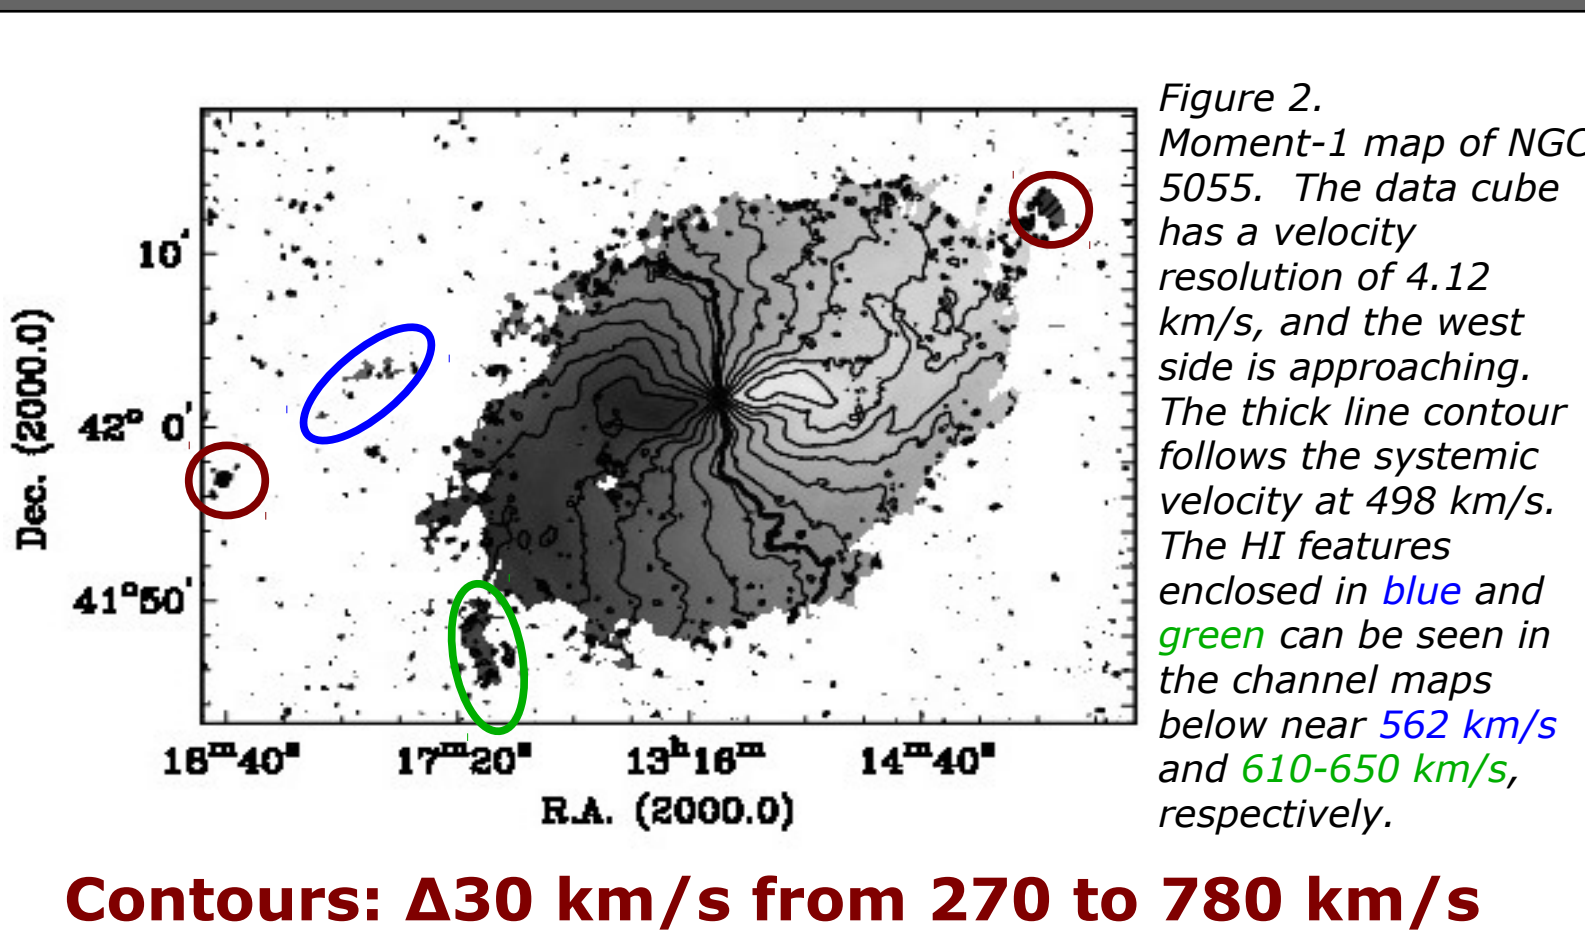 Figure 2.
Moment-1 map of NGC
5055. The data cube
has a velocity
resolution of 4.12
km/s, and the west
side is approaching.
The thick line contour
follows the systemic
velocity at 498 km/s.
The HI features
enclosed in blue and
green can be seen in
the channel maps
below near 562 km/s
and 610-650 km/s,
respectively.
Dec. (2000.0)
10'
42° 0'
41°50'
18ᵐ40ˢ 17ᵐ20ˢ 13ʰ16ᵐ 14ᵐ40ˢ
R.A. (2000.0)
Contours: Δ30 km/s from 270 to 780 km/s